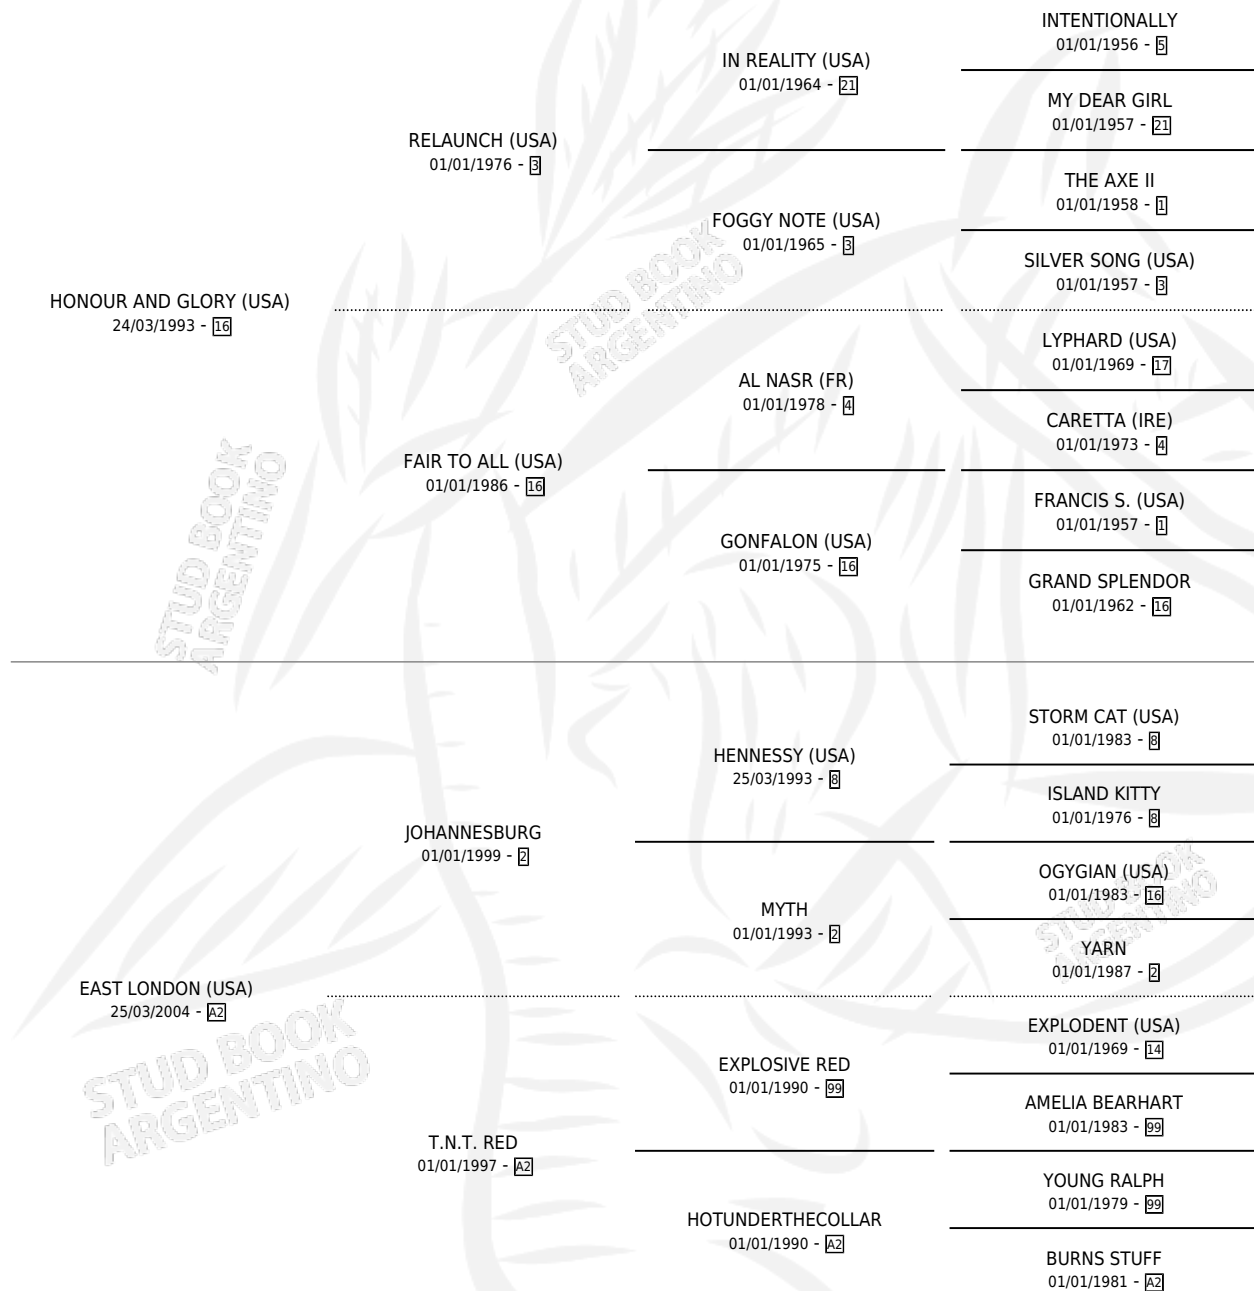 INTENTIONALLY
01/01/1956 - 5
IN REALITY (USA)
01/01/1964 - 21
MY DEAR GIRL
01/01/1957 - 21
RELAUNCH (USA)
01/01/1976 - 3
THE AXE II
01/01/1958 - 1
FOGGY NOTE (USA)
01/01/1965 - 3
SILVER SONG (USA)
01/01/1957 - 3
HONOUR AND GLORY (USA)
24/03/1993 - 16
LYPHARD (USA)
01/01/1969 - 17
AL NASR (FR)
01/01/1978 - 4
CARETTA (IRE)
01/01/1973 - 4
FAIR TO ALL (USA)
01/01/1986 - 16
FRANCIS S. (USA)
01/01/1957 - 1
GONFALON (USA)
01/01/1975 - 16
GRAND SPLENDOR
01/01/1962 - 16
STORM CAT (USA)
01/01/1983 - 8
HENNESSY (USA)
25/03/1993 - 8
ISLAND KITTY
01/01/1976 - 8
JOHANNESBURG
01/01/1999 - 2
OGYGIAN (USA)
01/01/1983 - 16
MYTH
01/01/1993 - 2
YARN
01/01/1987 - 2
EAST LONDON (USA)
25/03/2004 - A2
EXPLODENT (USA)
01/01/1969 - 14
EXPLOSIVE RED
01/01/1990 - 99
AMELIA BEARHART
01/01/1983 - 99
T.N.T. RED
01/01/1997 - A2
YOUNG RALPH
01/01/1979 - 99
HOTUNDERTHECOLLAR
01/01/1990 - A2
BURNS STUFF
01/01/1981 - A2
STUD BOOK
ARGENTINO
STUD BOOK
ARGENTINO
STUD BOOK
ARGENTINO
STUD BOOK
ARGENTINO